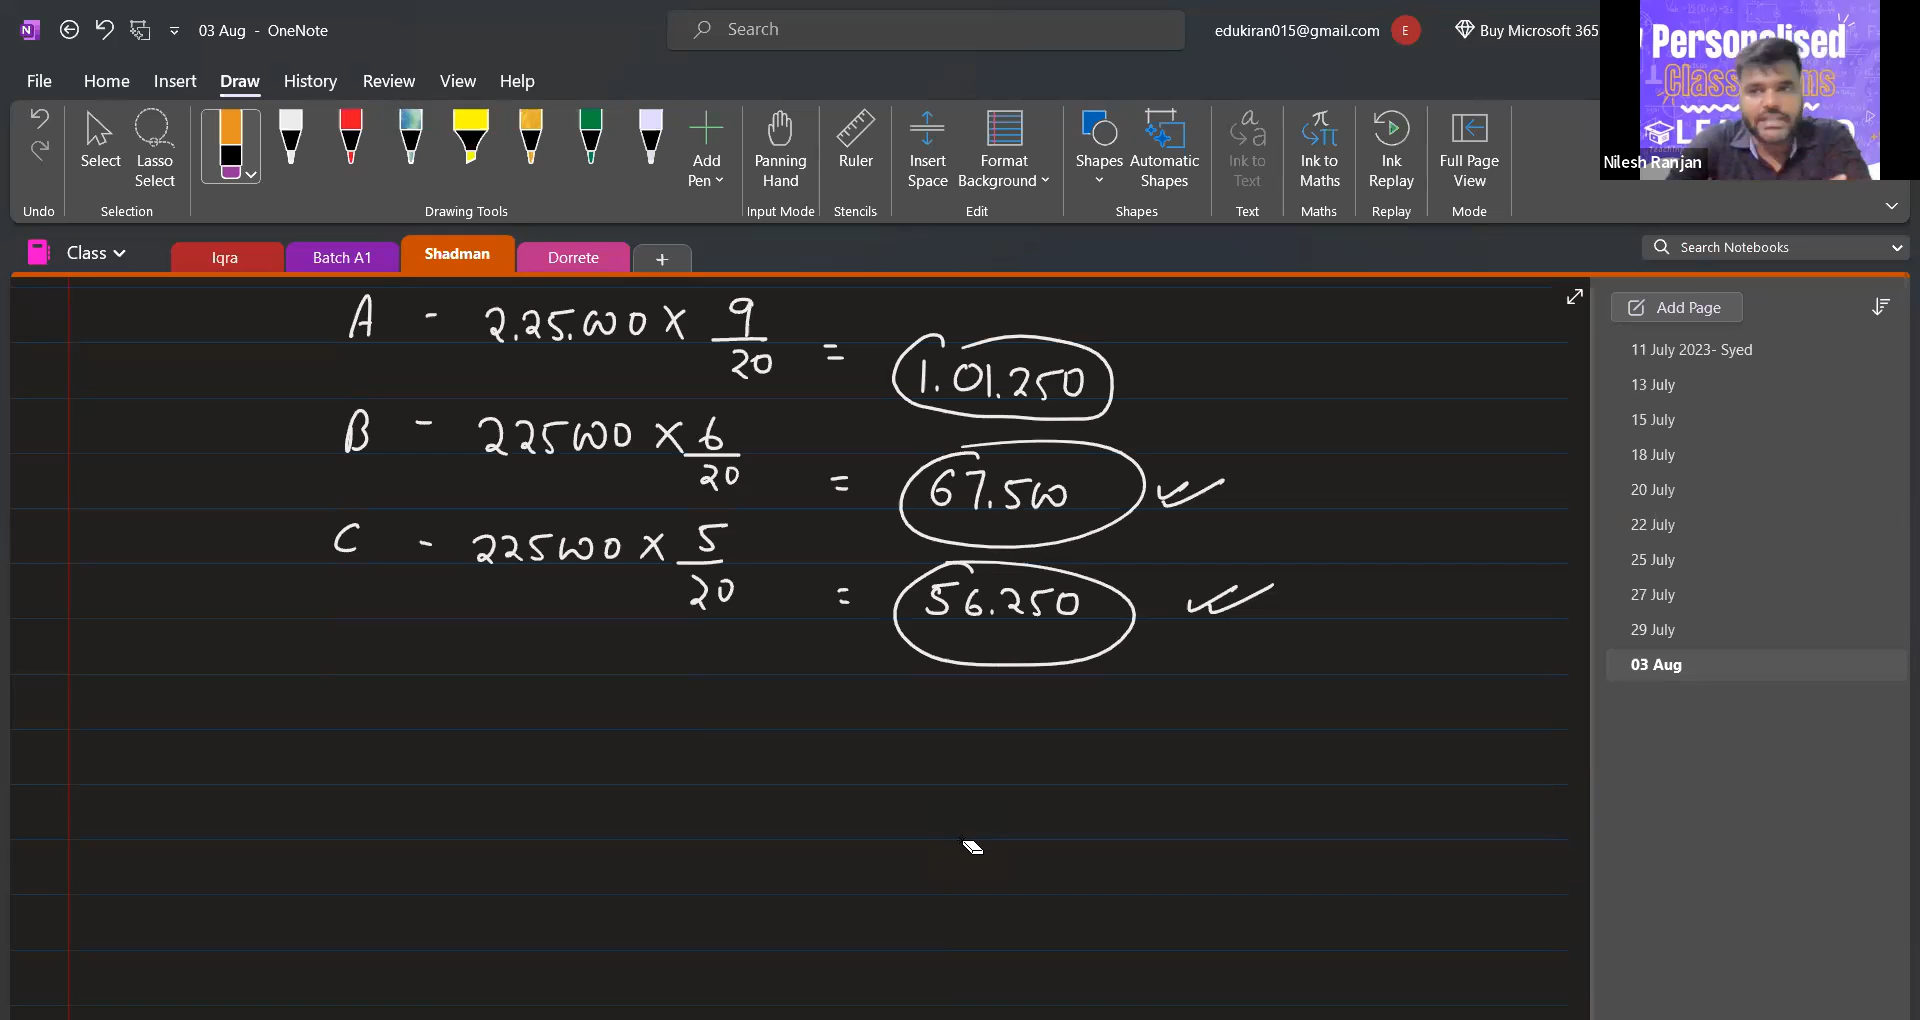 03 Aug - OneNote
Search
edukiran015@gmail.com E Buy Microsoft 365
Personalised
File Home Insert Draw History Review View Help
Select Lasso Select Add Pen Panning Hand Ruler Insert Space Format Background Shapes Automatic Shapes Ink to Text Ink to Maths Ink Replay Full Page View
Nilesh Ranjan
Undo Selection Drawing Tools Input Mode Stencils Edit Shapes Text Maths Replay Mode
Class Iqra Batch A1 Shadman Dorrete +
Search Notebooks
Add Page
11 July 2023- Syed
13 July
15 July
18 July
20 July
22 July
25 July
27 July
29 July
03 Aug
A - 2.25.000 × 9/20 = 1.01.250
B - 225000 × 6/20 = 67.500
C - 225000 × 5/20 = 56.250